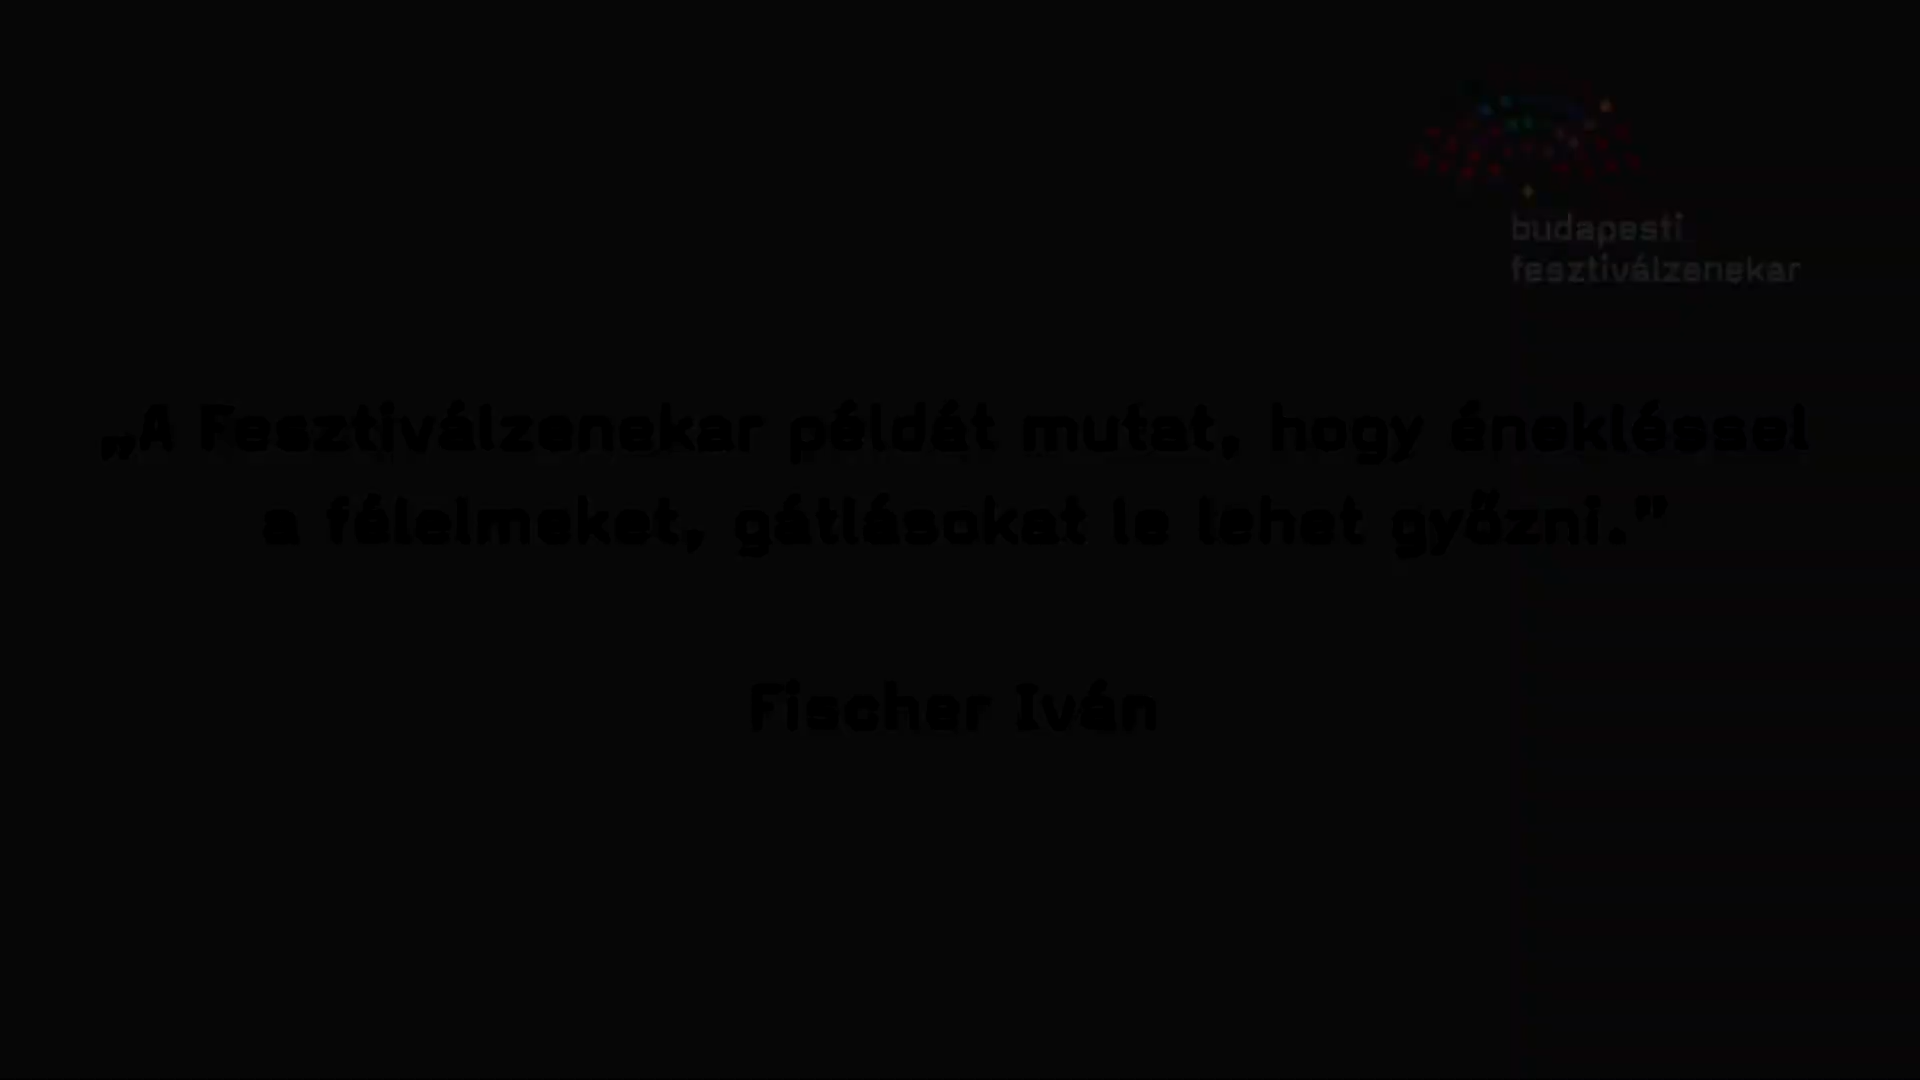 budapesti
fesztiválzenekar
„A Fesztiválzenekar példát mutat, hogy énekléssel
a félelmeket, gátlásokat le lehet győzni.”
Fischer Iván